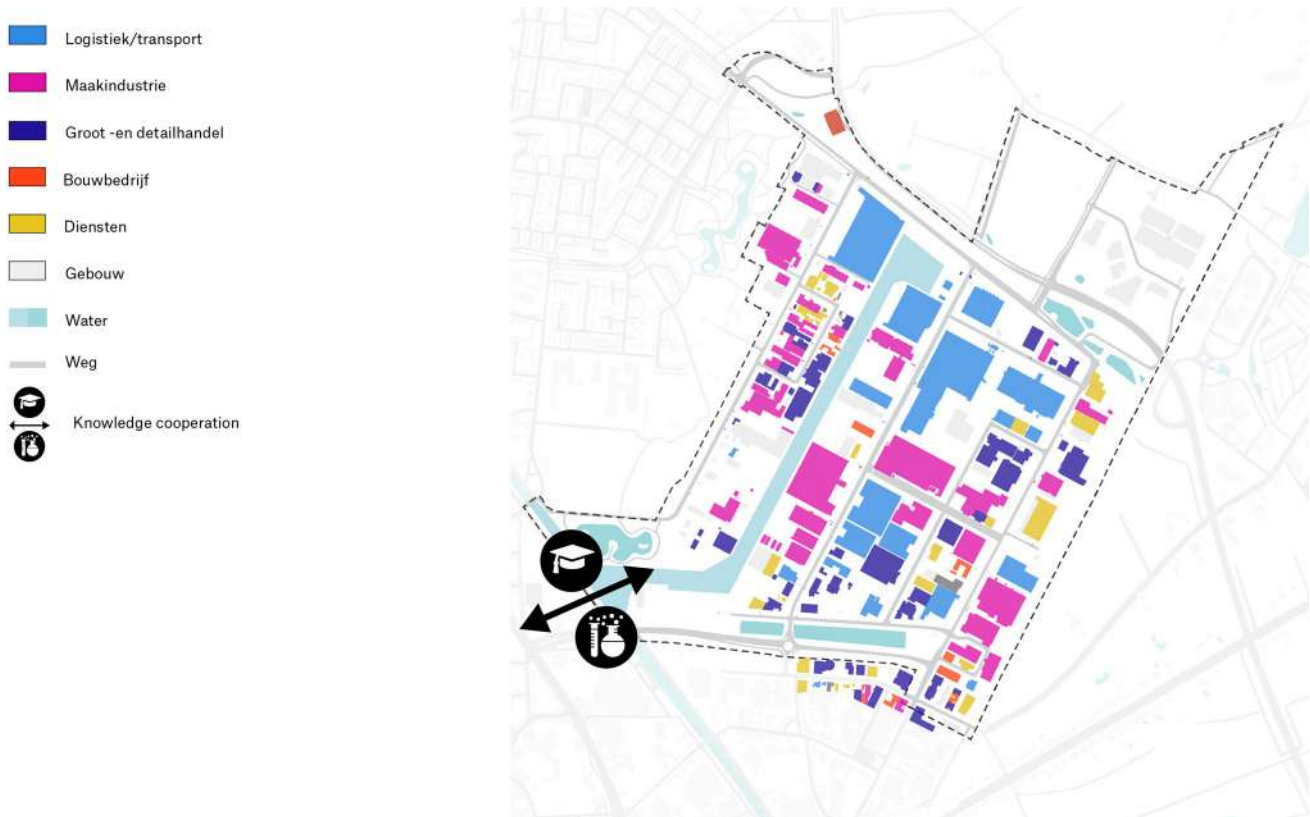 Logistiek/transport
Maakindustrie
Groot -en detailhandel
Bouwbedrijf
Diensten
Gebouw
Water
Weg
Knowledge cooperation